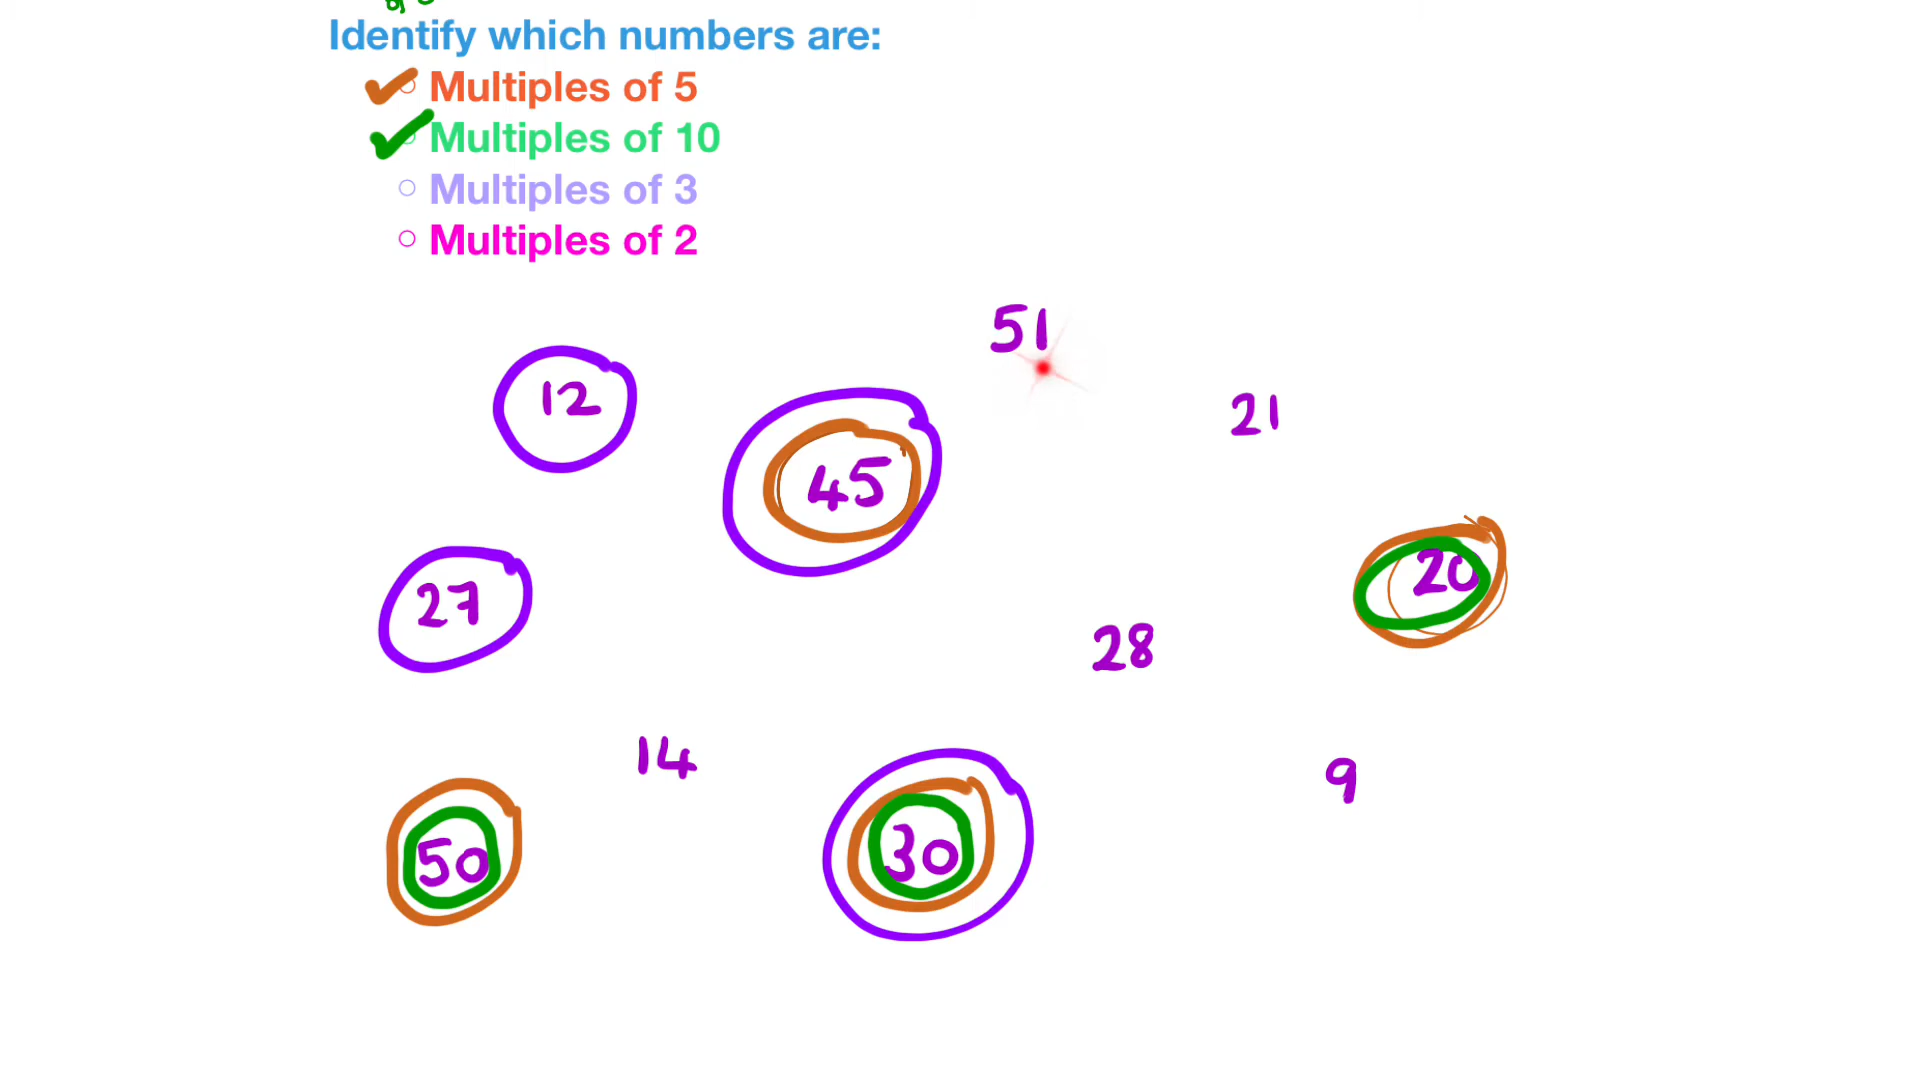 Identify which numbers are:
Multiples of 5
Multiples of 10
Multiples of 3
Multiples of 2
51
12
21
45
20
27
28
14
9
50
30